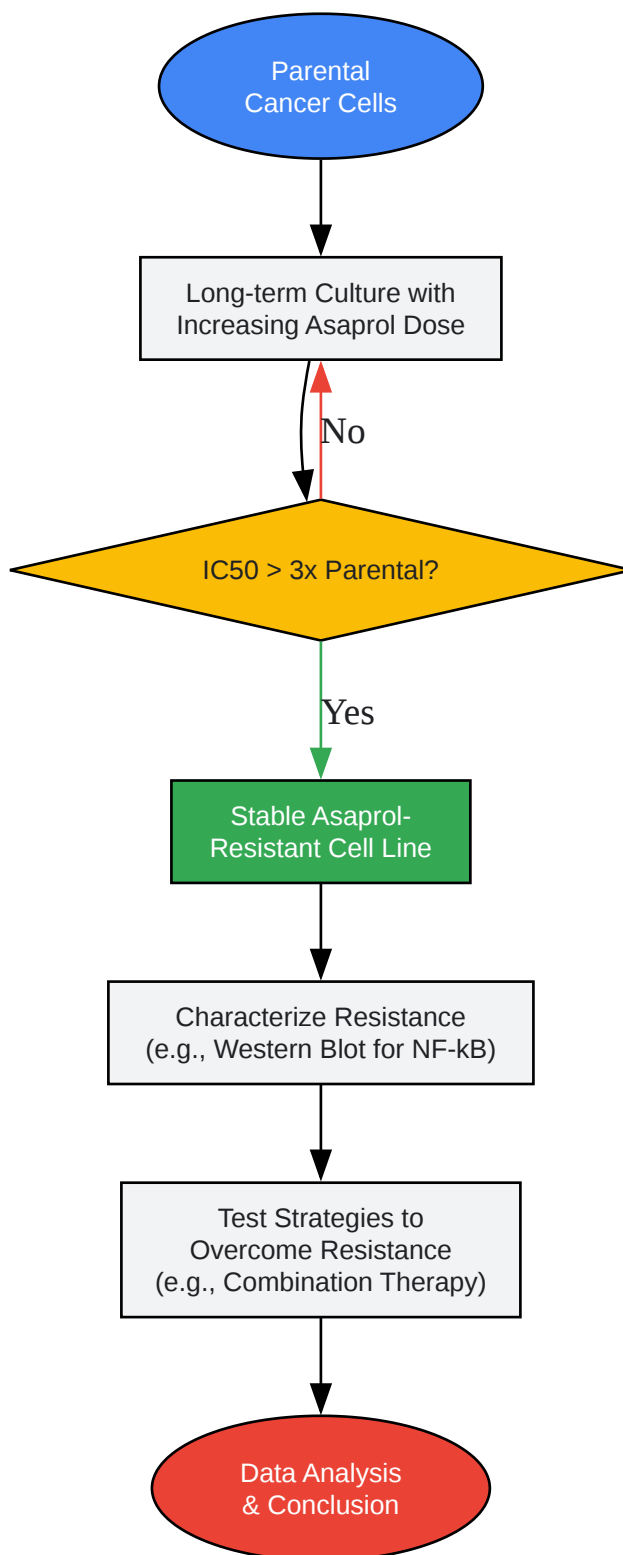 Parental
Cancer Cells
Long-term Culture with
Increasing Asaprol Dose
No
IC50 > 3x Parental?
Yes
Stable Asaprol-
Resistant Cell Line
Characterize Resistance
(e.g., Western Blot for NF-kB)
Test Strategies to
Overcome Resistance
(e.g., Combination Therapy)
Data Analysis
& Conclusion